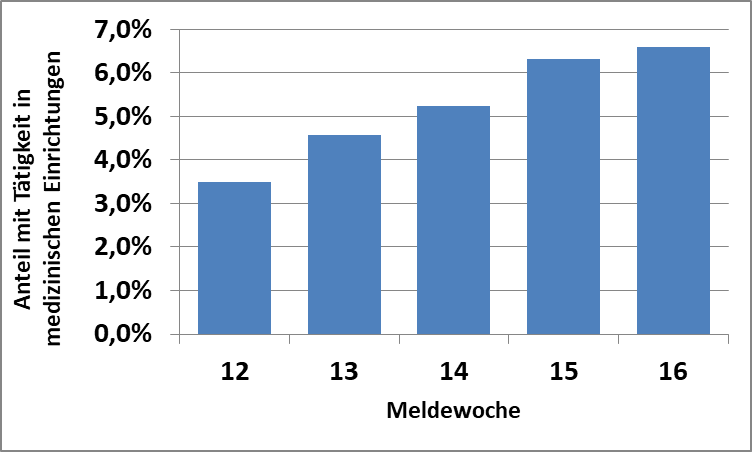 Anteil mit Tätigkeit in
medizinischen Einrichtungen
7,0%
6,0%
5,0%
4,0%
3,0%
2,0%
1,0%
0,0%
12 13 14 15 16
Meldewoche